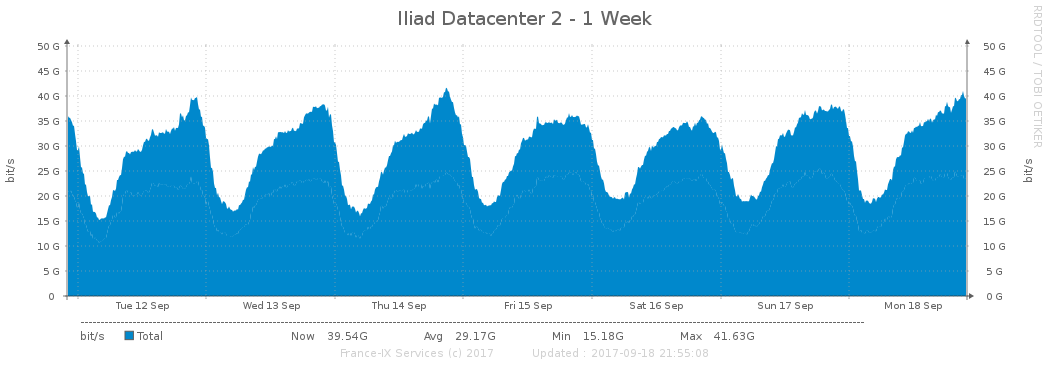 Iliad Datacenter 2 - 1 Week
RRDTOOL / TOBI OETIKER
50 G 50 G
45 G 45 G
40 G 40 G
35 G 35 G
30 G 30 G
25 G 25 G
20 G 20 G
15 G 15 G
10 G 10 G
5 G 5 G
0 0 G
bit/s
bit/s
Tue 12 Sep Wed 13 Sep Thu 14 Sep Fri 15 Sep Sat 16 Sep Sun 17 Sep Mon 18 Sep
bit/s Total Now 39.54G Avg 29.17G Min 15.18G Max 41.63G
France-IX Services (c) 2017 Updated : 2017-09-18 21:55:08